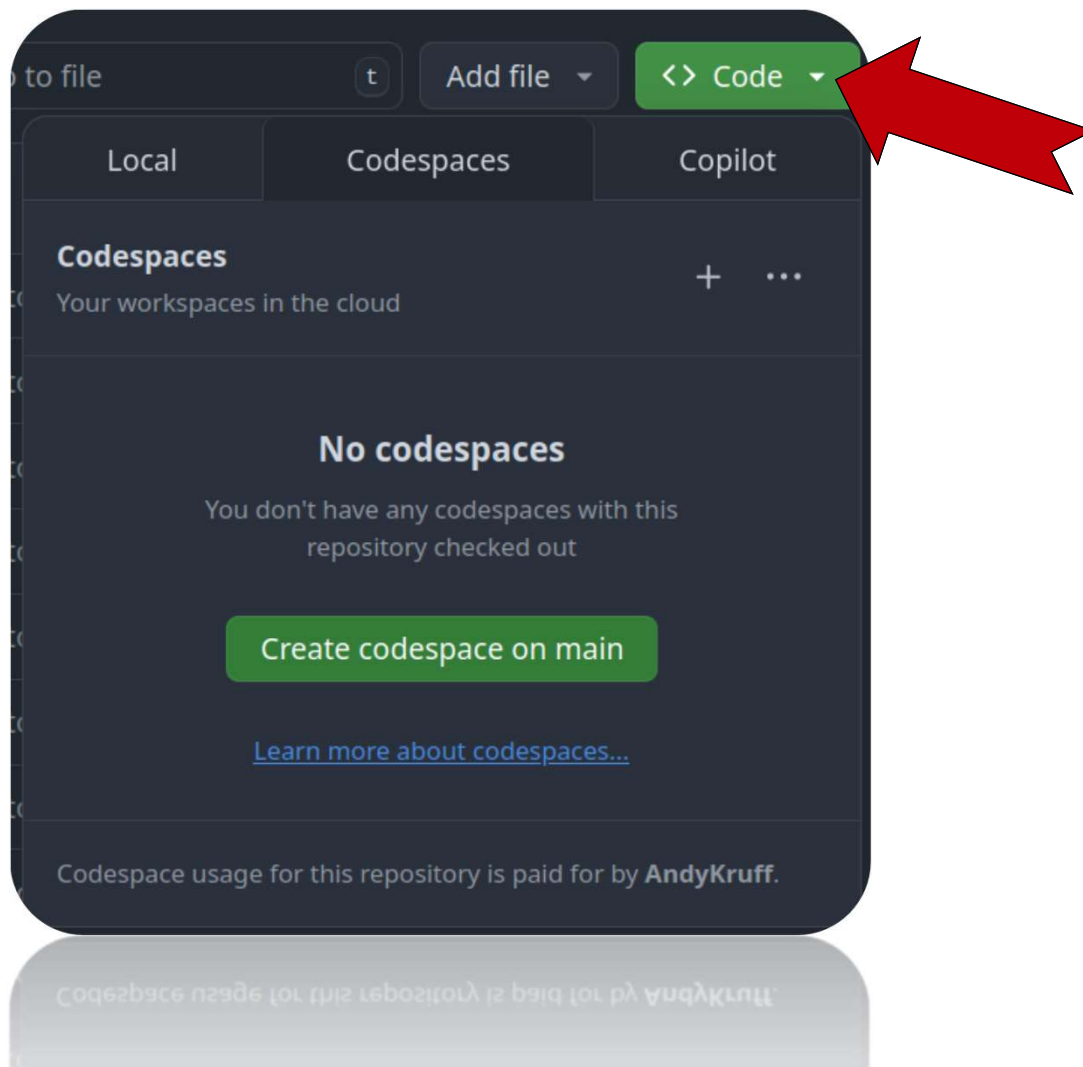 to file
t
Add file
<> Code
Local
Codespaces
Copilot
Codespaces
Your workspaces in the cloud
No codespaces
You don't have any codespaces with this
repository checked out
Create codespace on main
Learn more about codespaces...
Codespace usage for this repository is paid for by AndyKruff.